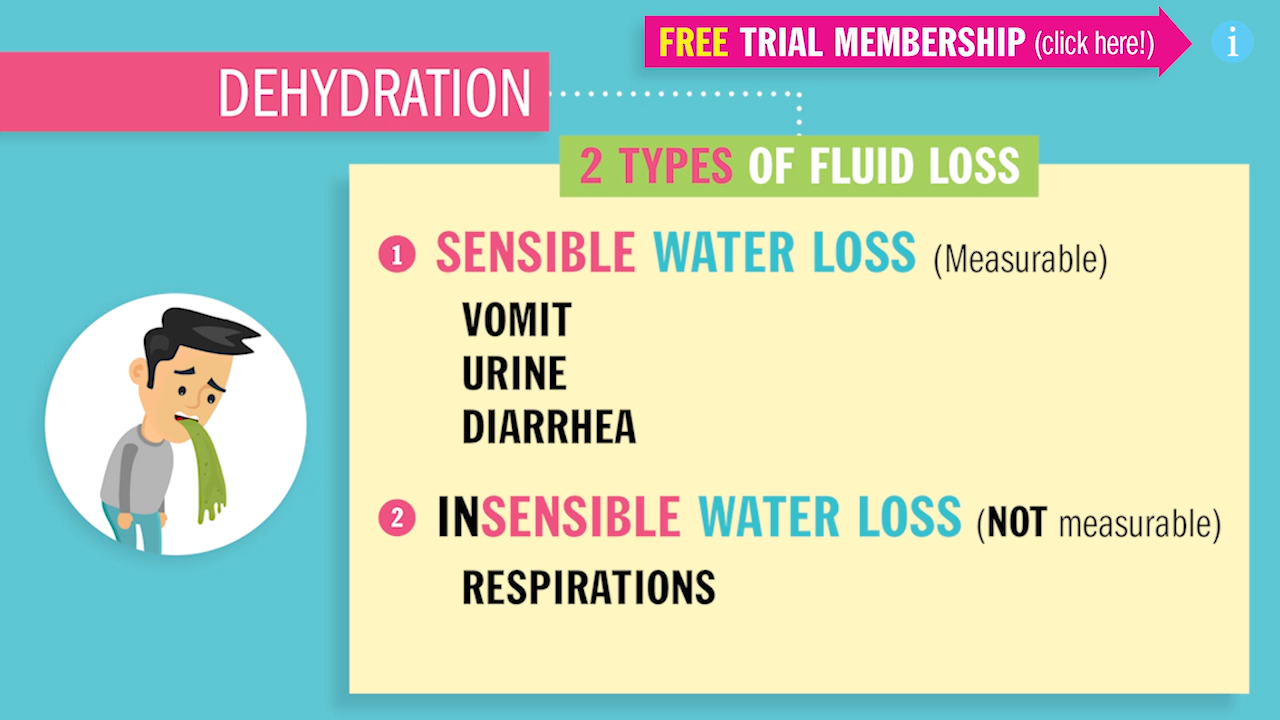 FREE TRIAL MEMBERSHIP (click here!)
i
DEHYDRATION
2 TYPES OF FLUID LOSS
1 SENSIBLE WATER LOSS (Measurable)
VOMIT
URINE
DIARRHEA
2 INSENSIBLE WATER LOSS (NOT measurable)
RESPIRATIONS